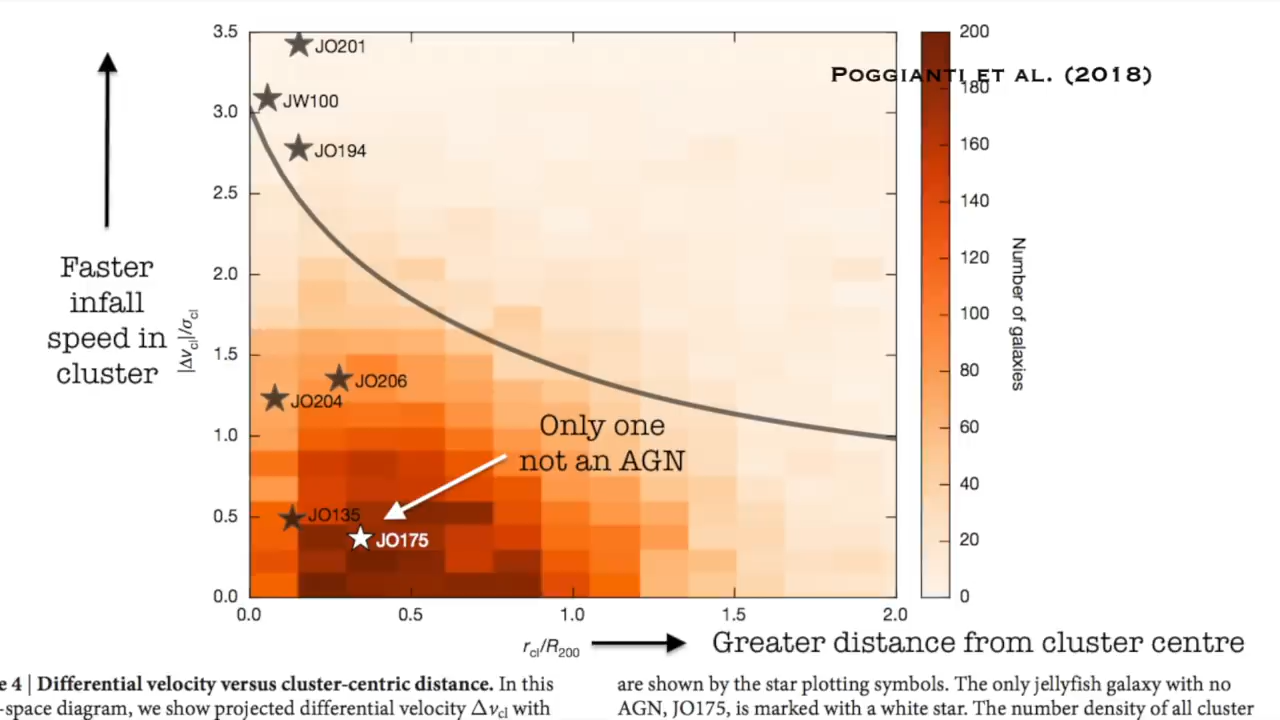 3.5
3.0
2.5
2.0
1.5
1.0
0.5
0.0
|Δv_cl|/σ_cl
Faster
infall
speed in
cluster
JO201
JW100
JO194
JO206
JO204
Only one
not an AGN
JO135
JO175
0.0 0.5 1.0 1.5 2.0
r_cl/R_200
Greater distance from cluster centre
POGGIANTI ET AL. (2018)
200
180
160
140
120
100
80
60
40
20
0
Number of galaxies
e 4 | Differential velocity versus cluster-centric distance. In this
-space diagram, we show projected differential velocity Δv_cl with
are shown by the star plotting symbols. The only jellyfish galaxy with no
AGN, JO175, is marked with a white star. The number density of all cluster